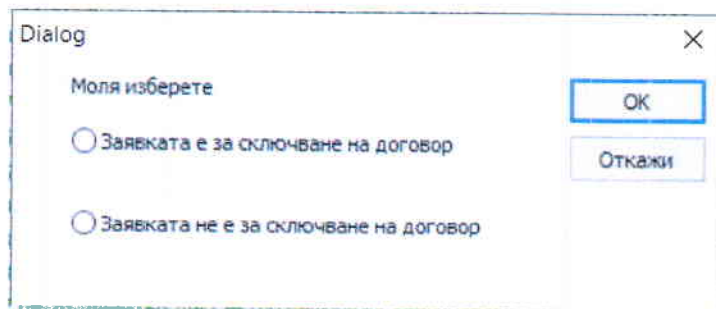 Dialog
Моля изберете
OK
Заявката е за сключване на договор
Откажи
Заявката не е за сключване на договор